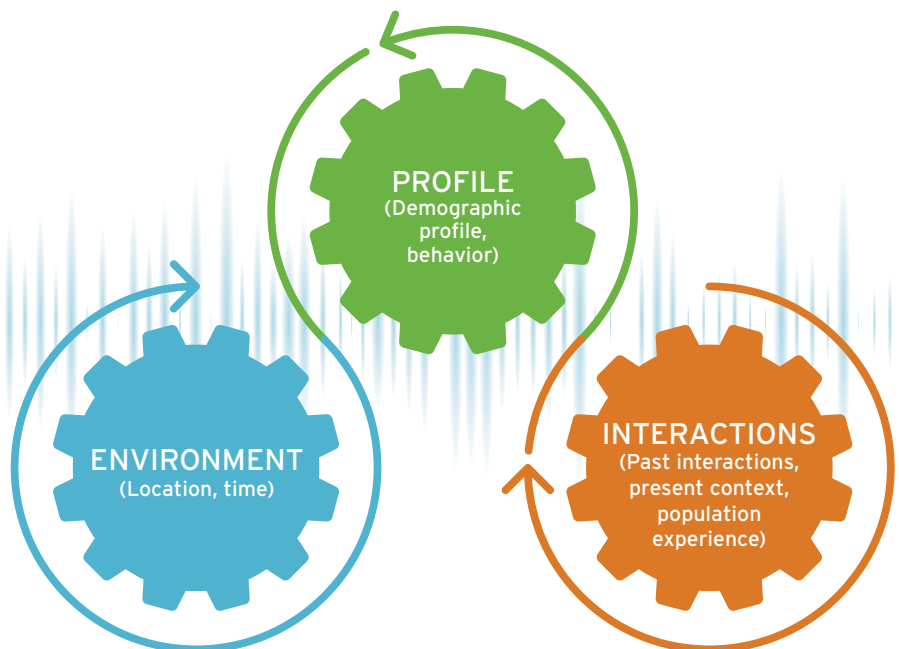 PROFILE
(Demographic
profile,
behavior)
ENVIRONMENT
(Location, time)
INTERACTIONS
(Past interactions,
present context,
population
experience)